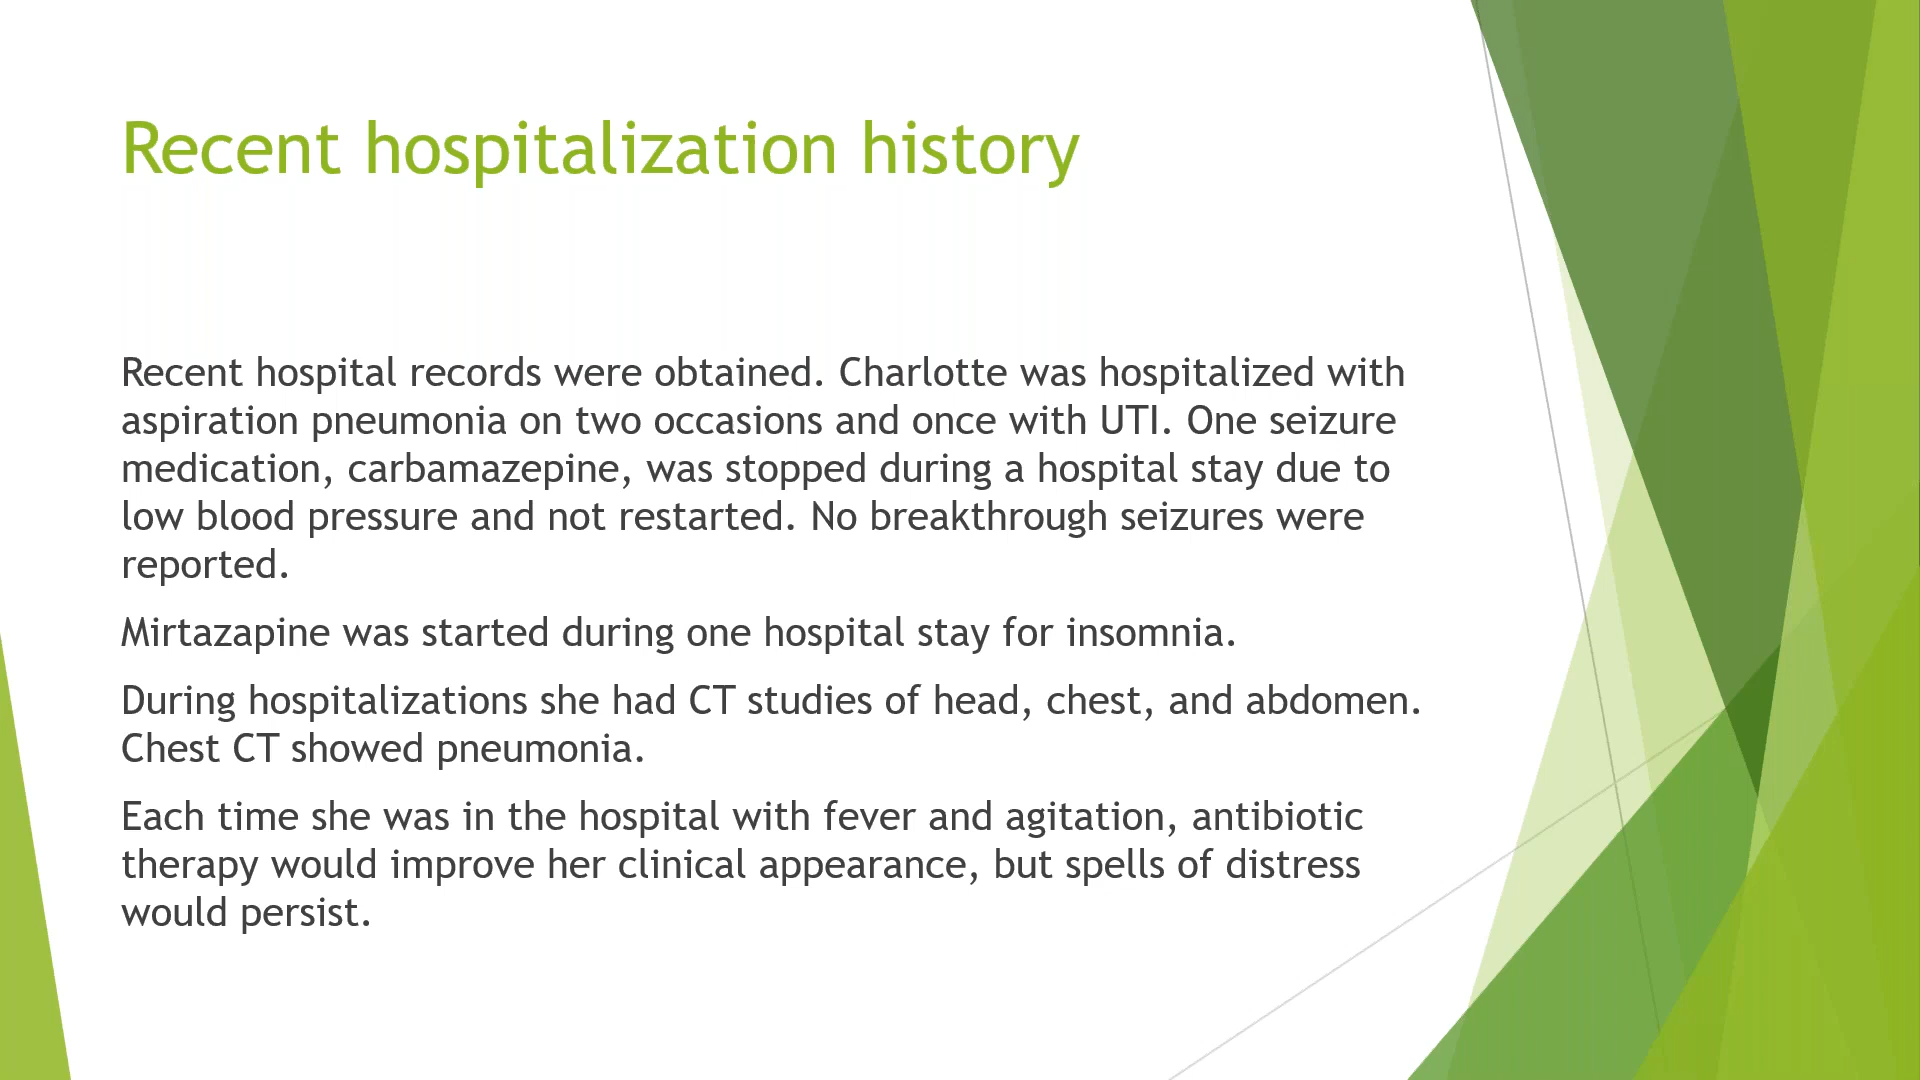 Recent hospitalization history
Recent hospital records were obtained. Charlotte was hospitalized with
aspiration pneumonia on two occasions and once with UTI. One seizure
medication, carbamazepine, was stopped during a hospital stay due to
low blood pressure and not restarted. No breakthrough seizures were
reported.
Mirtazapine was started during one hospital stay for insomnia.
During hospitalizations she had CT studies of head, chest, and abdomen.
Chest CT showed pneumonia.
Each time she was in the hospital with fever and agitation, antibiotic
therapy would improve her clinical appearance, but spells of distress
would persist.